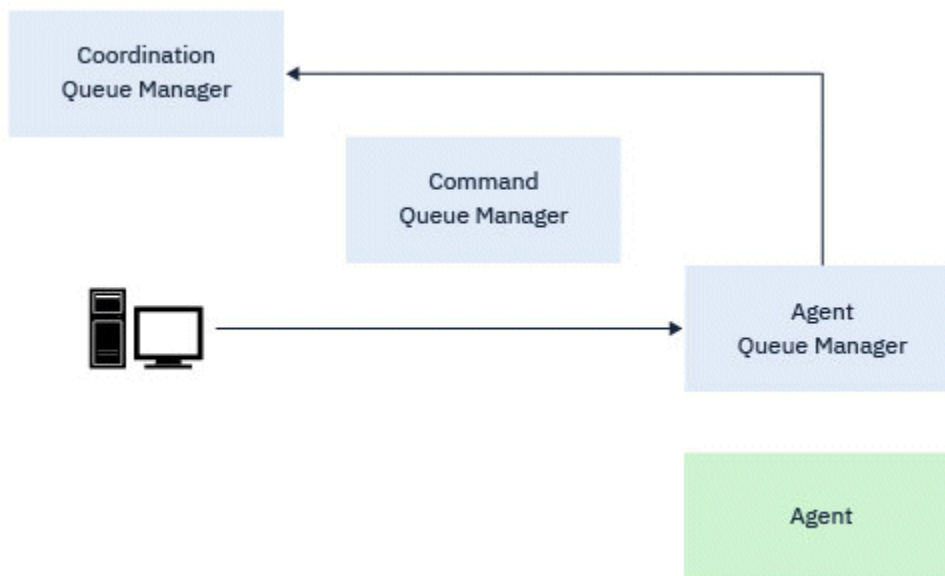 Coordination
Queue Manager
Command
Queue Manager
Agent
Queue Manager
Agent